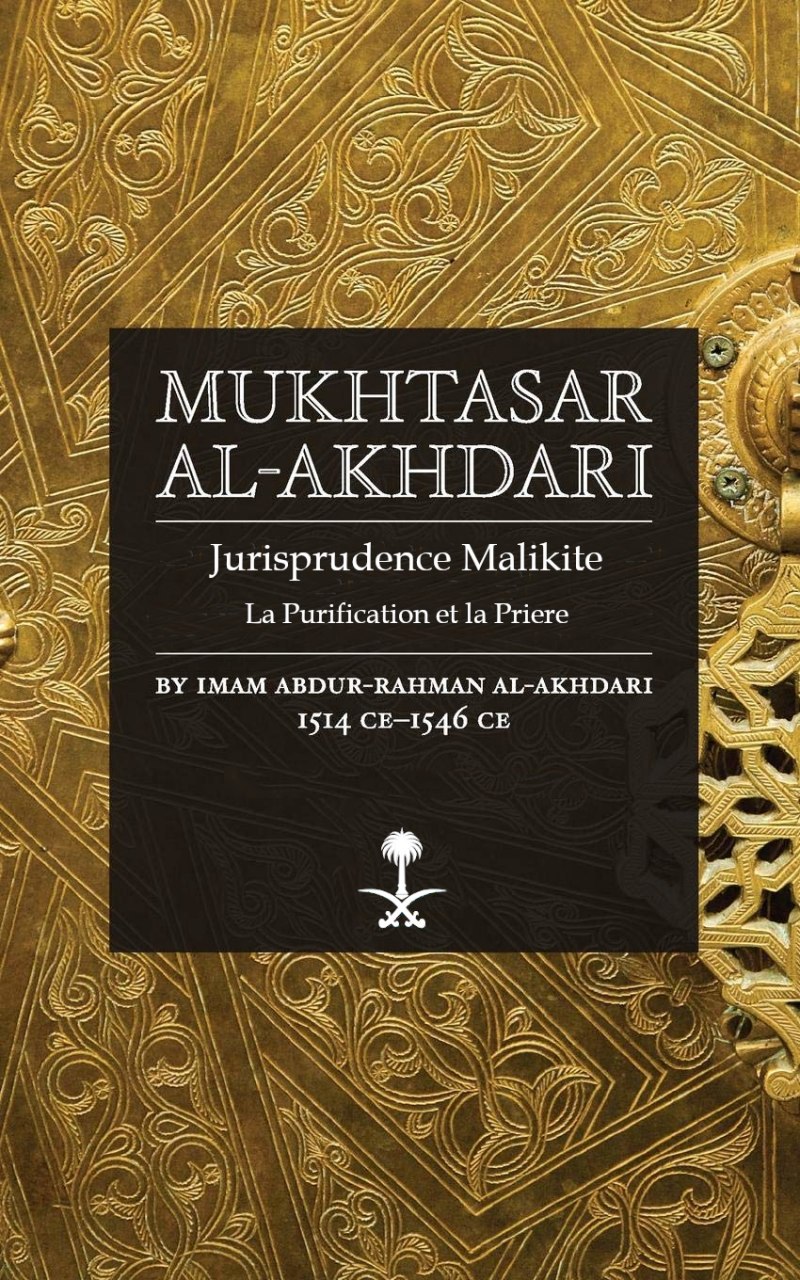 MUKHTASAR
AL-AKHDARI
Jurisprudence Malikite
La Purification et la Priere
BY IMAM ABDUR-RAHMAN AL-AKHDARI
1514 CE–1546 CE